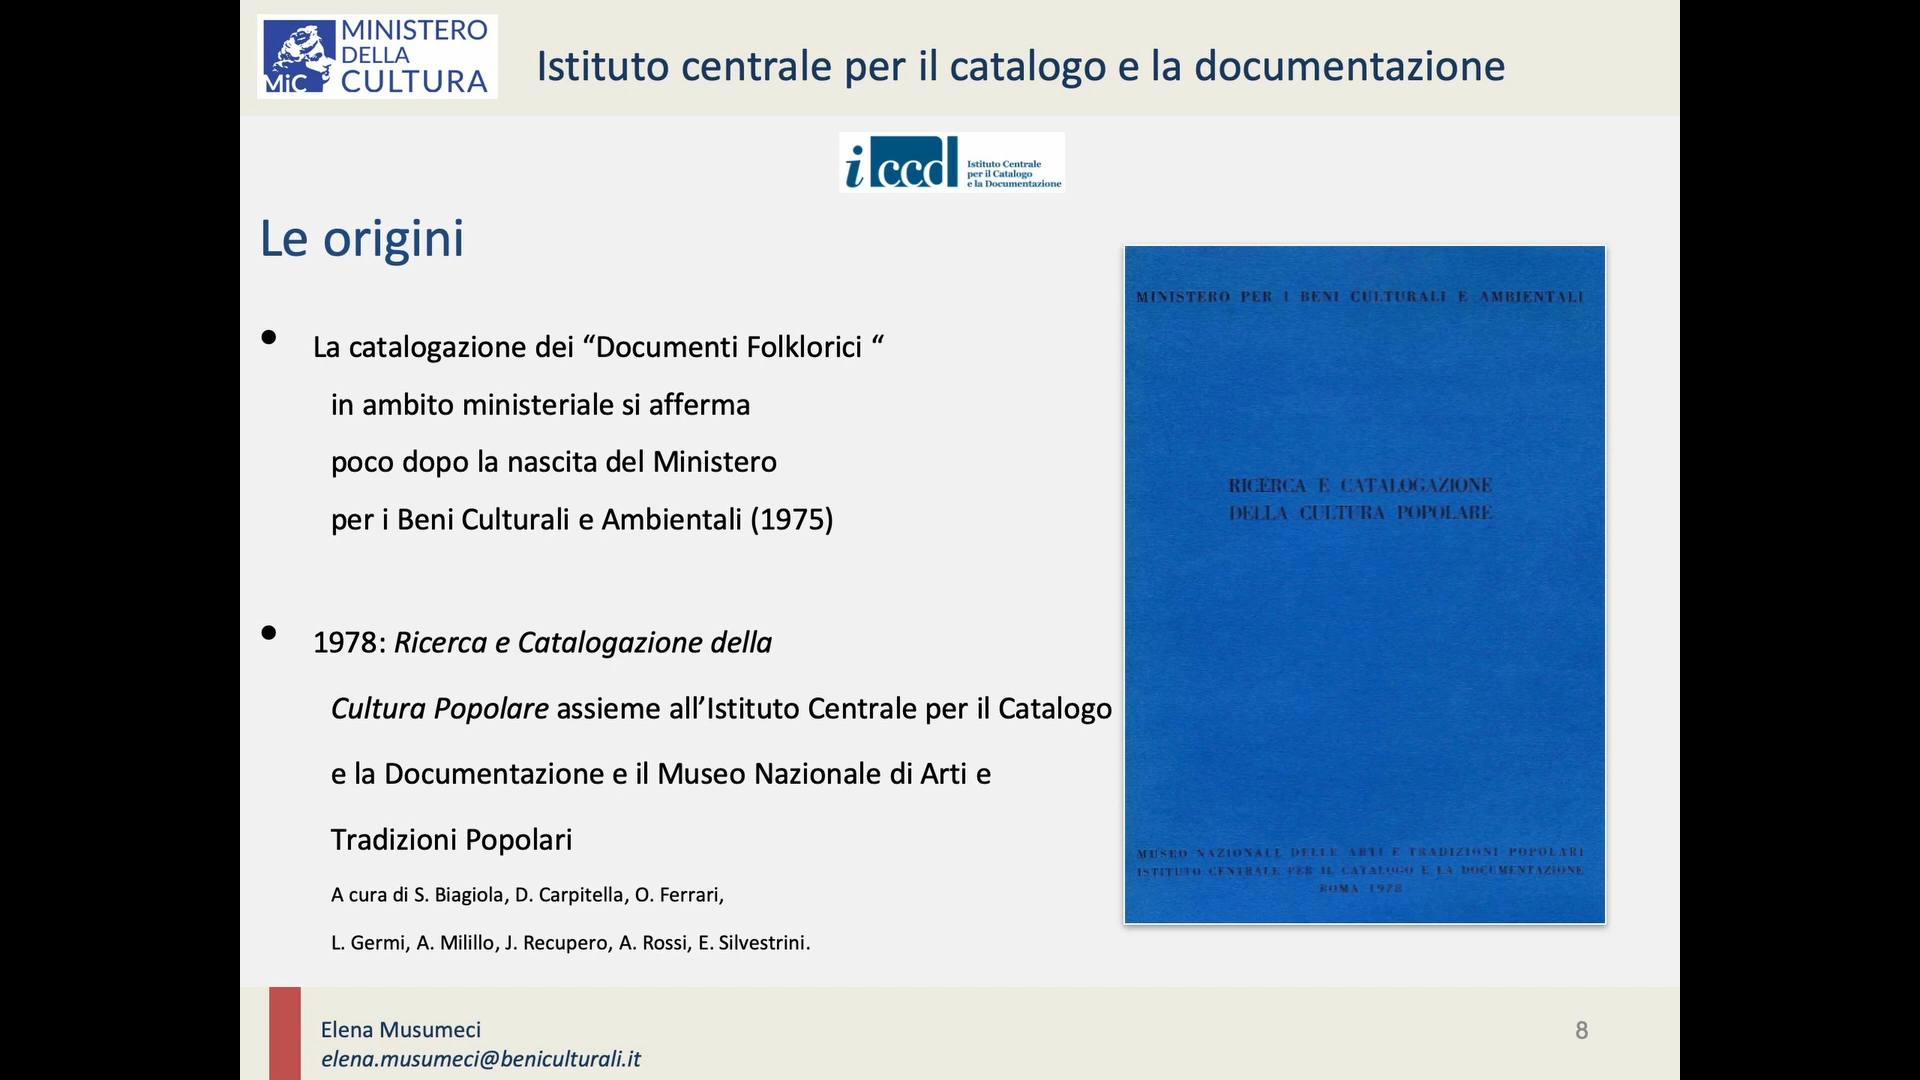 MiC
MINISTERO
DELLA
CULTURA
Istituto centrale per il catalogo e la documentazione
iccd
Istituto Centrale
per il Catalogo
e la Documentazione
Le origini
• La catalogazione dei “Documenti Folklorici “
in ambito ministeriale si afferma
poco dopo la nascita del Ministero
per i Beni Culturali e Ambientali (1975)
• 1978: Ricerca e Catalogazione della
Cultura Popolare assieme all’Istituto Centrale per il Catalogo
e la Documentazione e il Museo Nazionale di Arti e
Tradizioni Popolari
A cura di S. Biagiola, D. Carpitella, O. Ferrari,
L. Germi, A. Milillo, J. Recupero, A. Rossi, E. Silvestrini.
MINISTERO PER I BENI CULTURALI E AMBIENTALI
RICERCA E CATALOGAZIONE
DELLA CULTURA POPOLARE
MUSEO NAZIONALE DELLE ARTI E TRADIZIONI POPOLARI
ISTITUTO CENTRALE PER IL CATALOGO E LA DOCUMENTAZIONE
ROMA 1978
Elena Musumeci
elena.musumeci@beniculturali.it
8